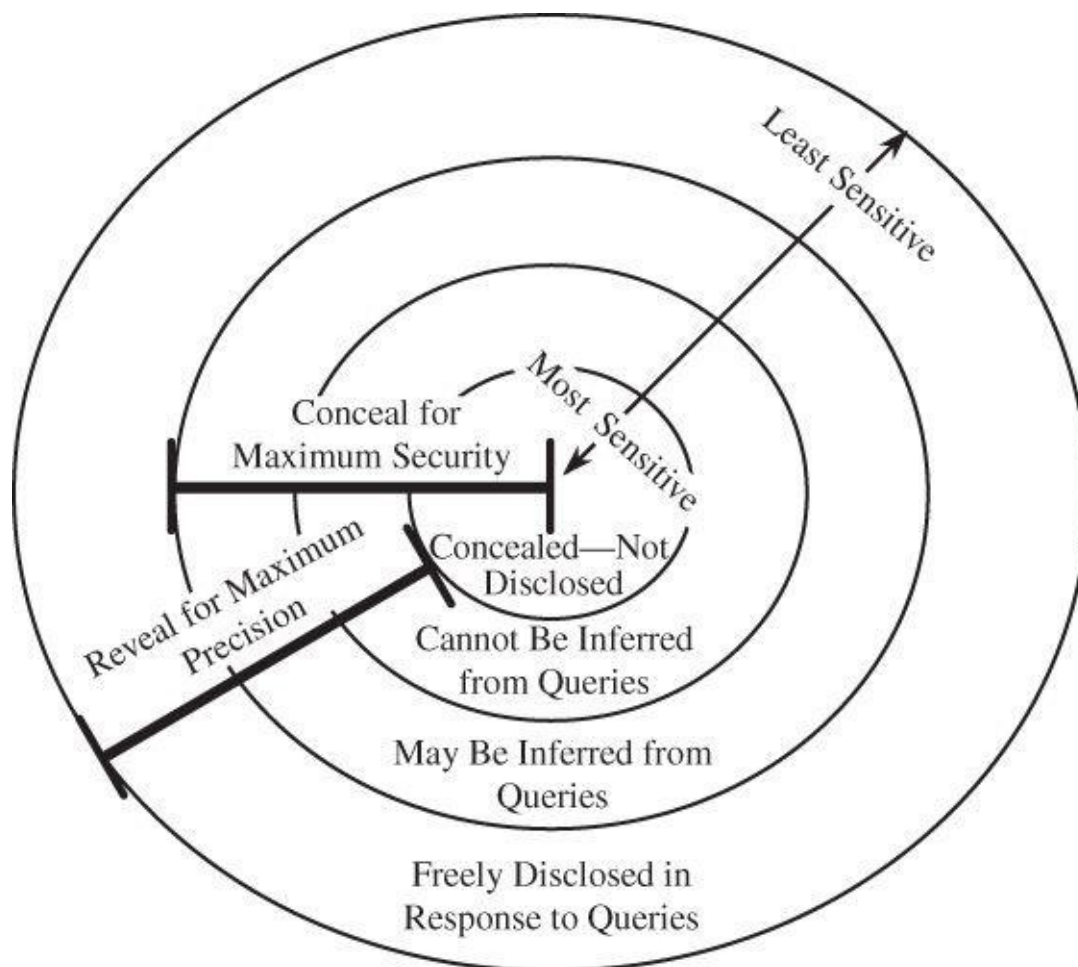 Least Sensitive
Most Sensitive
Conceal for
Maximum Security
Reveal for Maximum
Precision
Concealed—Not
Disclosed
Cannot Be Inferred
from Queries
May Be Inferred from
Queries
Freely Disclosed in
Response to Queries